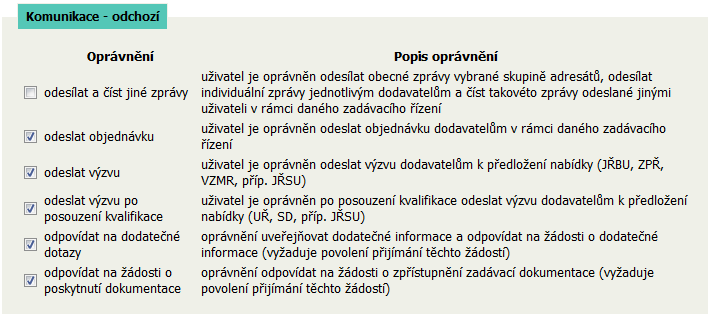 Komunikace - odchozí
Oprávnění Popis oprávnění
odesílat a číst jiné zprávy
uživatel je oprávněn odesílat obecné zprávy vybrané skupině adresátů, odesílat
individuální zprávy jednotlivým dodavatelům a číst takovéto zprávy odeslané jinými
uživateli v rámci daného zadávacího řízení
odeslat objednávku
uživatel je oprávněn odeslat objednávku dodavatelům v rámci daného zadávacího
řízení
odeslat výzvu
uživatel je oprávněn odeslat výzvu dodavatelům k předložení nabídky (JŘBU, ZPŘ,
VZMR, příp. JŘSU)
odeslat výzvu po
posouzení kvalifikace
uživatel je oprávněn po posouzení kvalifikace odeslat výzvu dodavatelům k předložení
nabídky (UŘ, SD, příp. JŘSU)
odpovídat na dodatečné
dotazy
oprávnění uveřejňovat dodatečné informace a odpovídat na žádosti o dodatečné
informace (vyžaduje povolení přijímání těchto žádostí)
odpovídat na žádosti o
poskytnutí dokumentace
oprávnění odpovídat na žádosti o zpřístupnění zadávací dokumentace (vyžaduje
povolení přijímání těchto žádostí)